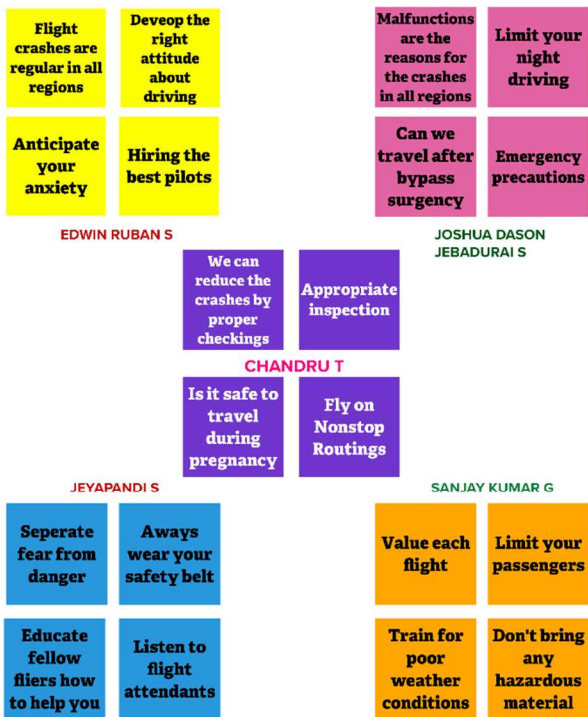 Flight
crashes are
regular in all
regions
Deveop the
right
attitude
about
driving
Anticipate
your
anxiety
Hiring the
best pilots
EDWIN RUBAN S
Malfunctions
are the
reasons for
the crashes
in all regions
Limit your
night
driving
Can we
travel after
bypass
surgency
Emergency
precautions
JOSHUA DASON
JEBADURAI S
We can
reduce the
crashes by
proper
checkings
Appropriate
inspection
CHANDRU T
Is it safe to
travel
during
pregnancy
Fly on
Nonstop
Routings
JEYAPANDI S
Seperate
fear from
danger
Aways
wear your
safety belt
Educate
fellow
fliers how
to help you
Listen to
flight
attendants
SANJAY KUMAR G
Value each
flight
Limit your
passengers
Train for
poor
weather
conditions
Don't bring
any
hazardous
material